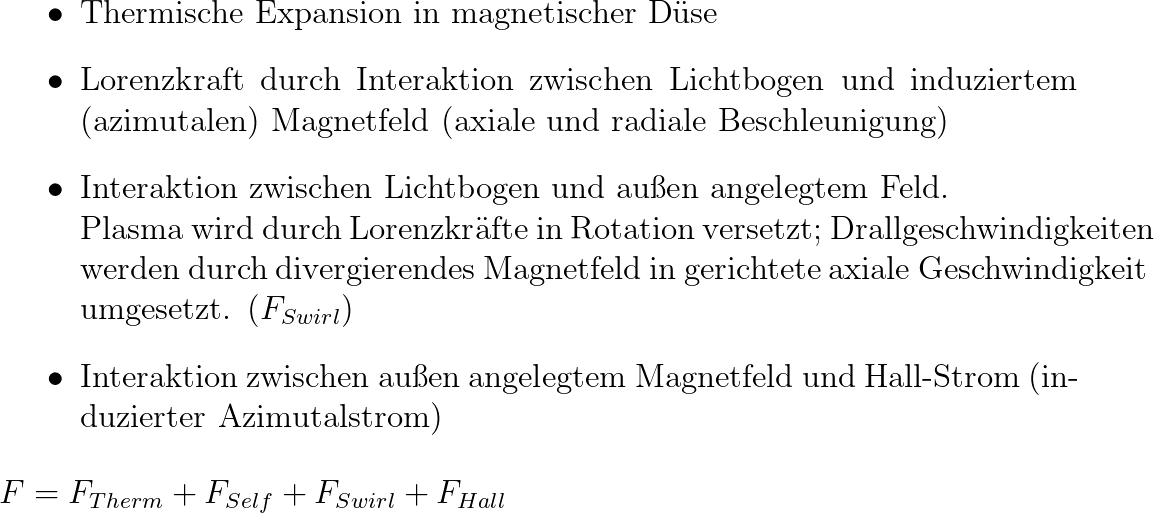 • Thermische Expansion in magnetischer Düse
• Lorenzkraft durch Interaktion zwischen Lichtbogen und induziertem
(azimutalen) Magnetfeld (axiale und radiale Beschleunigung)
• Interaktion zwischen Lichtbogen und außen angelegtem Feld.
Plasma wird durch Lorenzkräfte in Rotation versetzt; Drallgeschwindigkeiten
werden durch divergierendes Magnetfeld in gerichtete axiale Geschwindigkeit
umgesetzt. (F_{Swirl})
• Interaktion zwischen außen angelegtem Magnetfeld und Hall-Strom (in-
duzierter Azimutalstrom)
F = F_{Therm} + F_{Self} + F_{Swirl} + F_{Hall}